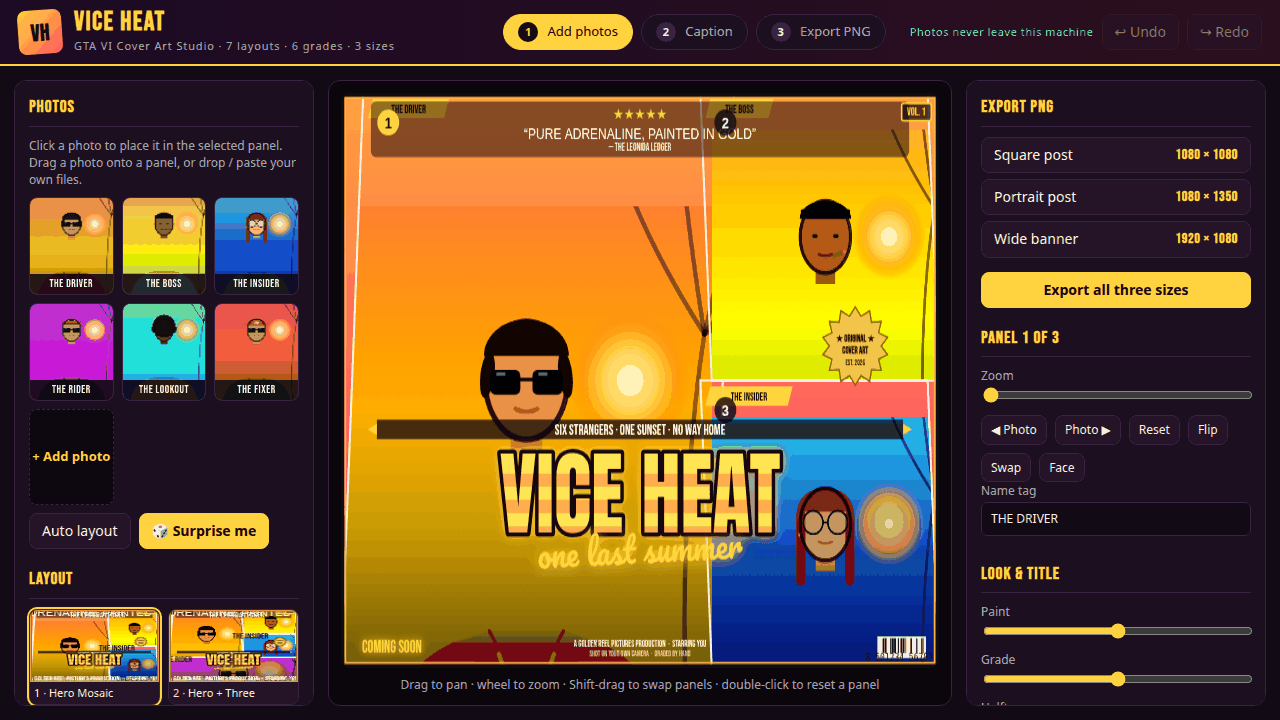 VH
VICE HEAT
GTA VI Cover Art Studio · 7 layouts · 6 grades · 3 sizes
1 Add photos
2 Caption
3 Export PNG
Photos never leave this machine
↩ Undo
↪ Redo
PHOTOS
Click a photo to place it in the selected panel.
Drag a photo onto a panel, or drop / paste your
own files.
THE DRIVER
THE BOSS
THE INSIDER
THE RIDER
THE LOOKOUT
THE FIXER
+ Add photo
Auto layout
🎲 Surprise me
LAYOUT
1 · Hero Mosaic
2 · Hero + Three
THE DRIVER
1
THE BOSS
2
VOL. 1
★★★★★
“PURE ADRENALINE, PAINTED IN GOLD”
— THE LEONIDA LEDGER
★ ORIGINAL ★
COVER ART
EST. 2026
THE INSIDER
3
SIX STRANGERS · ONE SUNSET · NO WAY HOME
VICE HEAT
one last summer
COMING SOON
A GOLDEN REEL PICTURES PRODUCTION · STARRING YOU
SHOT ON YOUR OWN CAMERA · GRADED BY HAND
Drag to pan · wheel to zoom · Shift-drag to swap panels · double-click to reset a panel
EXPORT PNG
Square post 1080 × 1080
Portrait post 1080 × 1350
Wide banner 1920 × 1080
Export all three sizes
PANEL 1 OF 3
Zoom
◀ Photo
Photo ▶
Reset
Flip
Swap
Face
Name tag
THE DRIVER
LOOK & TITLE
Paint
Grade